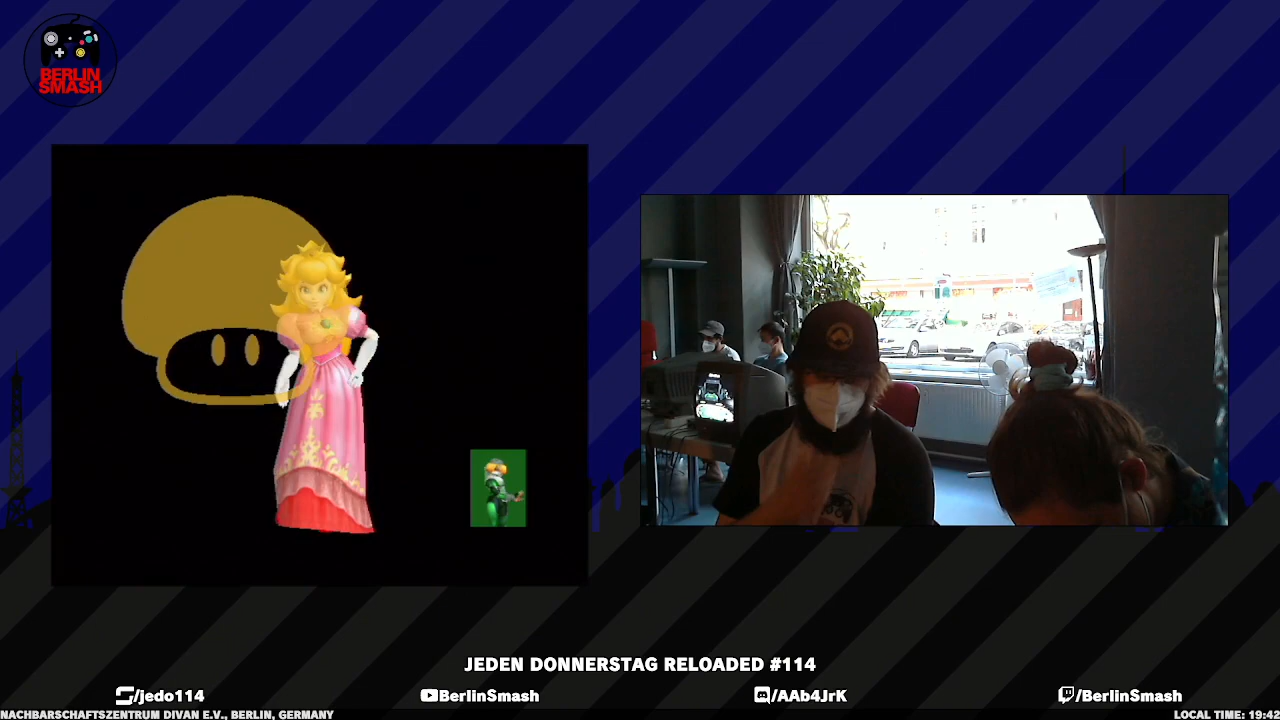 BERLIN
SMASH
JEDEN DONNERSTAG RELOADED #114
/jedo114
BerlinSmash
/AAb4JrK
/BerlinSmash
NACHBARSCHAFTSZENTRUM DIVAN E.V., BERLIN, GERMANY
LOCAL TIME: 19:42